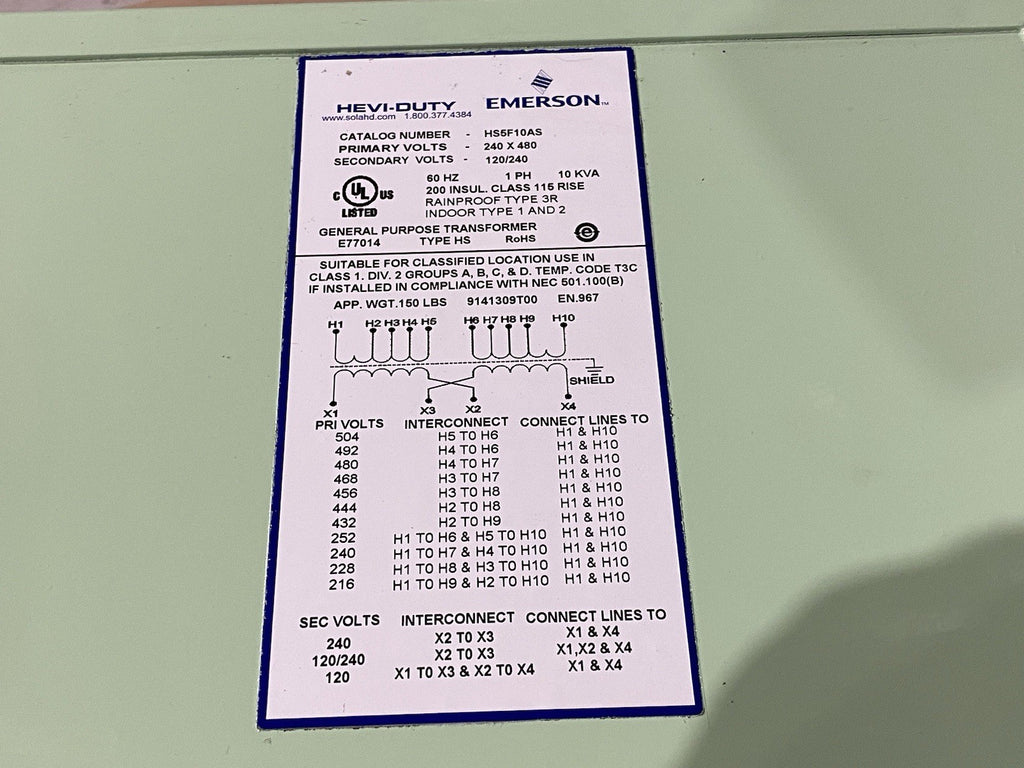 HEVI-DUTY EMERSON™
www.solahd.com 1.800.377.4384
CATALOG NUMBER - HS5F10AS
PRIMARY VOLTS - 240 X 480
SECONDARY VOLTS - 120/240
60 HZ 1 PH 10 KVA
200 INSUL. CLASS 115 RISE
RAINPROOF TYPE 3R
INDOOR TYPE 1 AND 2
C UL US
LISTED
GENERAL PURPOSE TRANSFORMER
E77014 TYPE HS RoHS e
SUITABLE FOR CLASSIFIED LOCATION USE IN
CLASS 1. DIV. 2 GROUPS A, B, C, & D. TEMP. CODE T3C
IF INSTALLED IN COMPLIANCE WITH NEC 501.100(B)
APP. WGT.150 LBS 9141309T00 EN.967
H1 H2 H3 H4 H5 H6 H7 H8 H9 H10
SHIELD
X1 X3 X2 X4
PRI VOLTS INTERCONNECT CONNECT LINES TO
504 H5 TO H6 H1 & H10
492 H4 TO H6 H1 & H10
480 H4 TO H7 H1 & H10
468 H3 TO H7 H1 & H10
456 H3 TO H8 H1 & H10
444 H2 TO H8 H1 & H10
432 H2 TO H9 H1 & H10
252 H1 TO H6 & H5 TO H10 H1 & H10
240 H1 TO H7 & H4 TO H10 H1 & H10
228 H1 TO H8 & H3 TO H10 H1 & H10
216 H1 TO H9 & H2 TO H10 H1 & H10
SEC VOLTS INTERCONNECT CONNECT LINES TO
240 X2 TO X3 X1 & X4
120/240 X2 TO X3 X1,X2 & X4
120 X1 TO X3 & X2 TO X4 X1 & X4